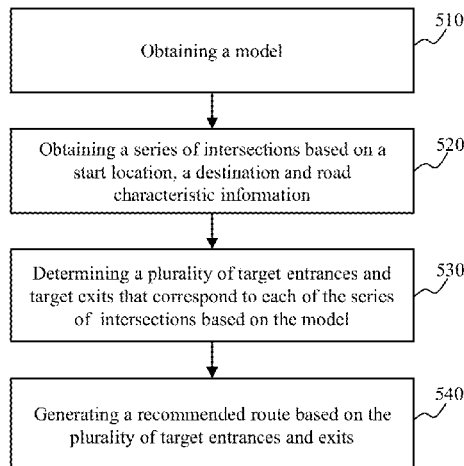 510
Obtaining a model
520
Obtaining a series of intersections based on a
start location, a destination and road
characteristic information
530
Determining a plurality of target entrances and
target exits that correspond to each of the series
of intersections based on the model
540
Generating a recommended route based on the
plurality of target entrances and exits